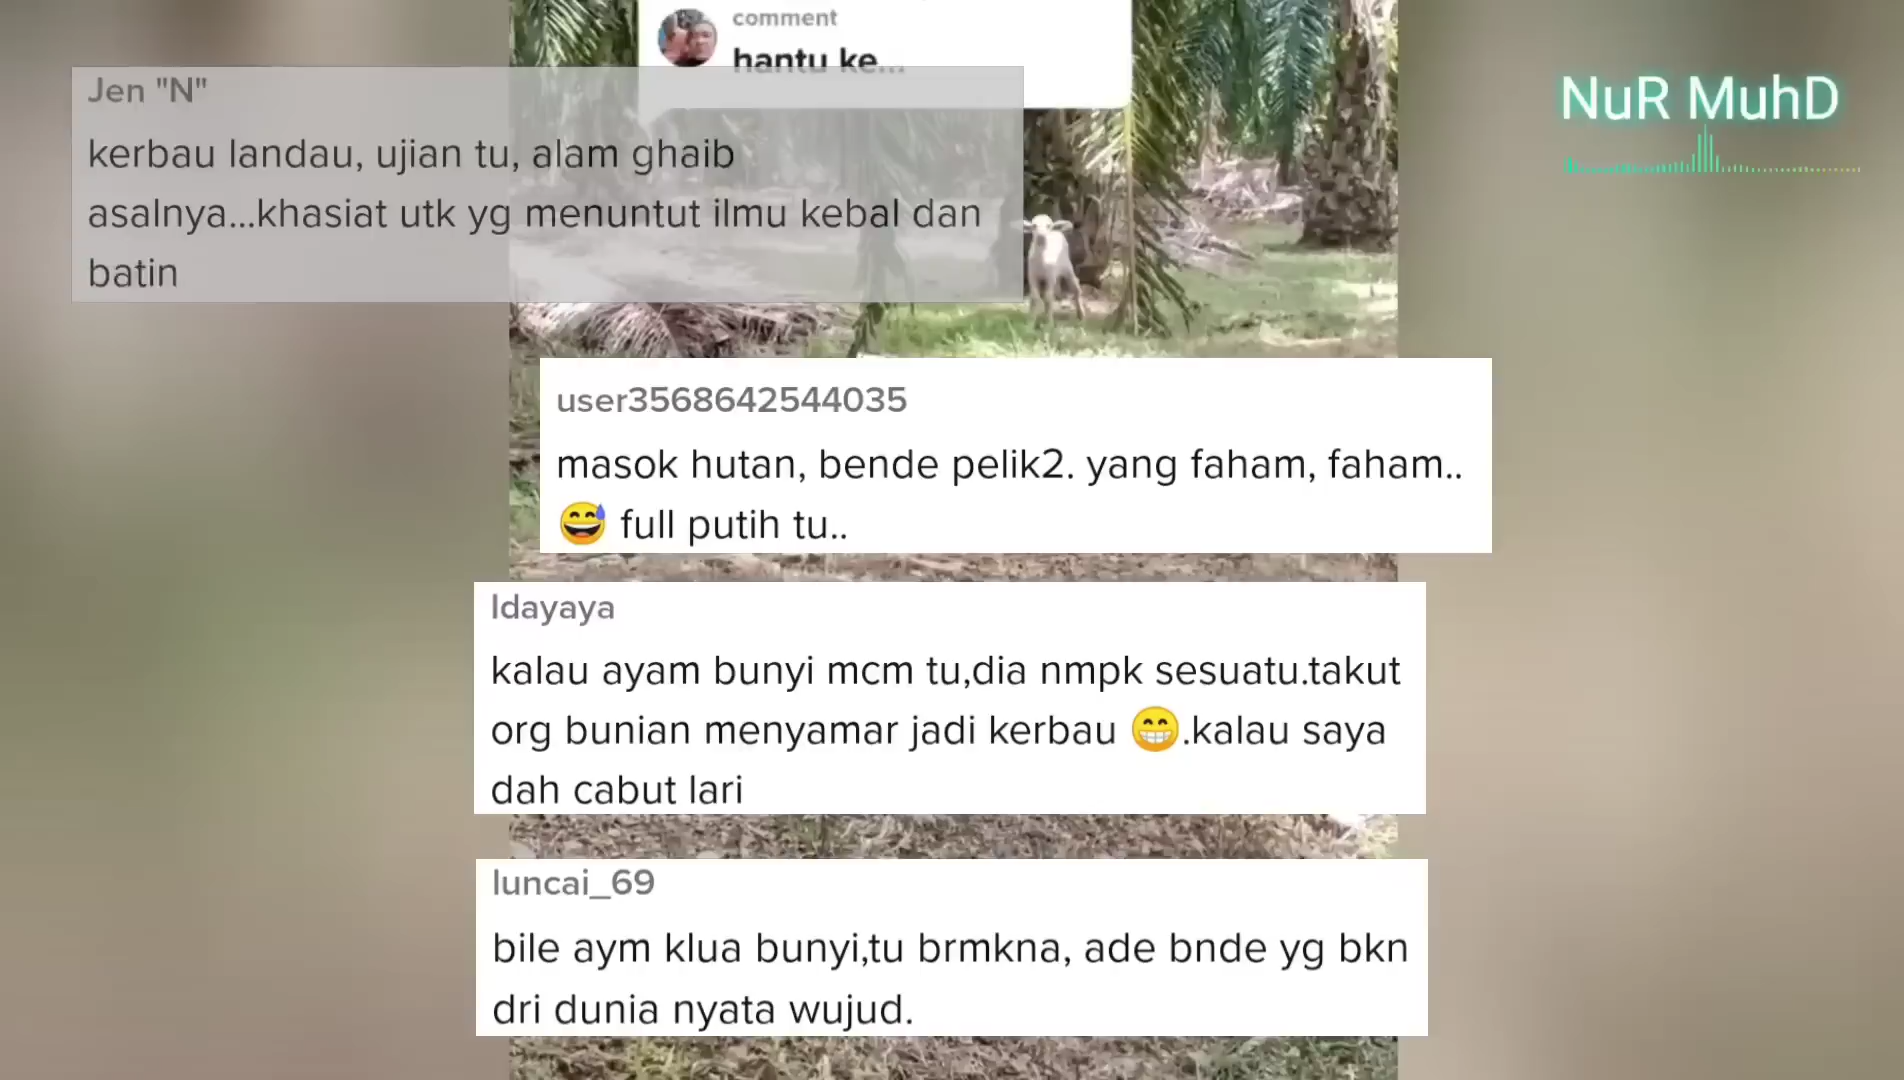 comment
hantu ke...
NuR MuhD
Jen "N"
kerbau landau, ujian tu, alam ghaib
asalnya...khasiat utk yg menuntut ilmu kebal dan
batin
user3568642544035
masok hutan, bende pelik2. yang faham, faham..
😅 full putih tu..
Idayaya
kalau ayam bunyi mcm tu,dia nmpk sesuatu.takut
org bunian menyamar jadi kerbau 😁.kalau saya
dah cabut lari
luncai_69
bile aym klua bunyi,tu brmkna, ade bnde yg bkn
dri dunia nyata wujud.